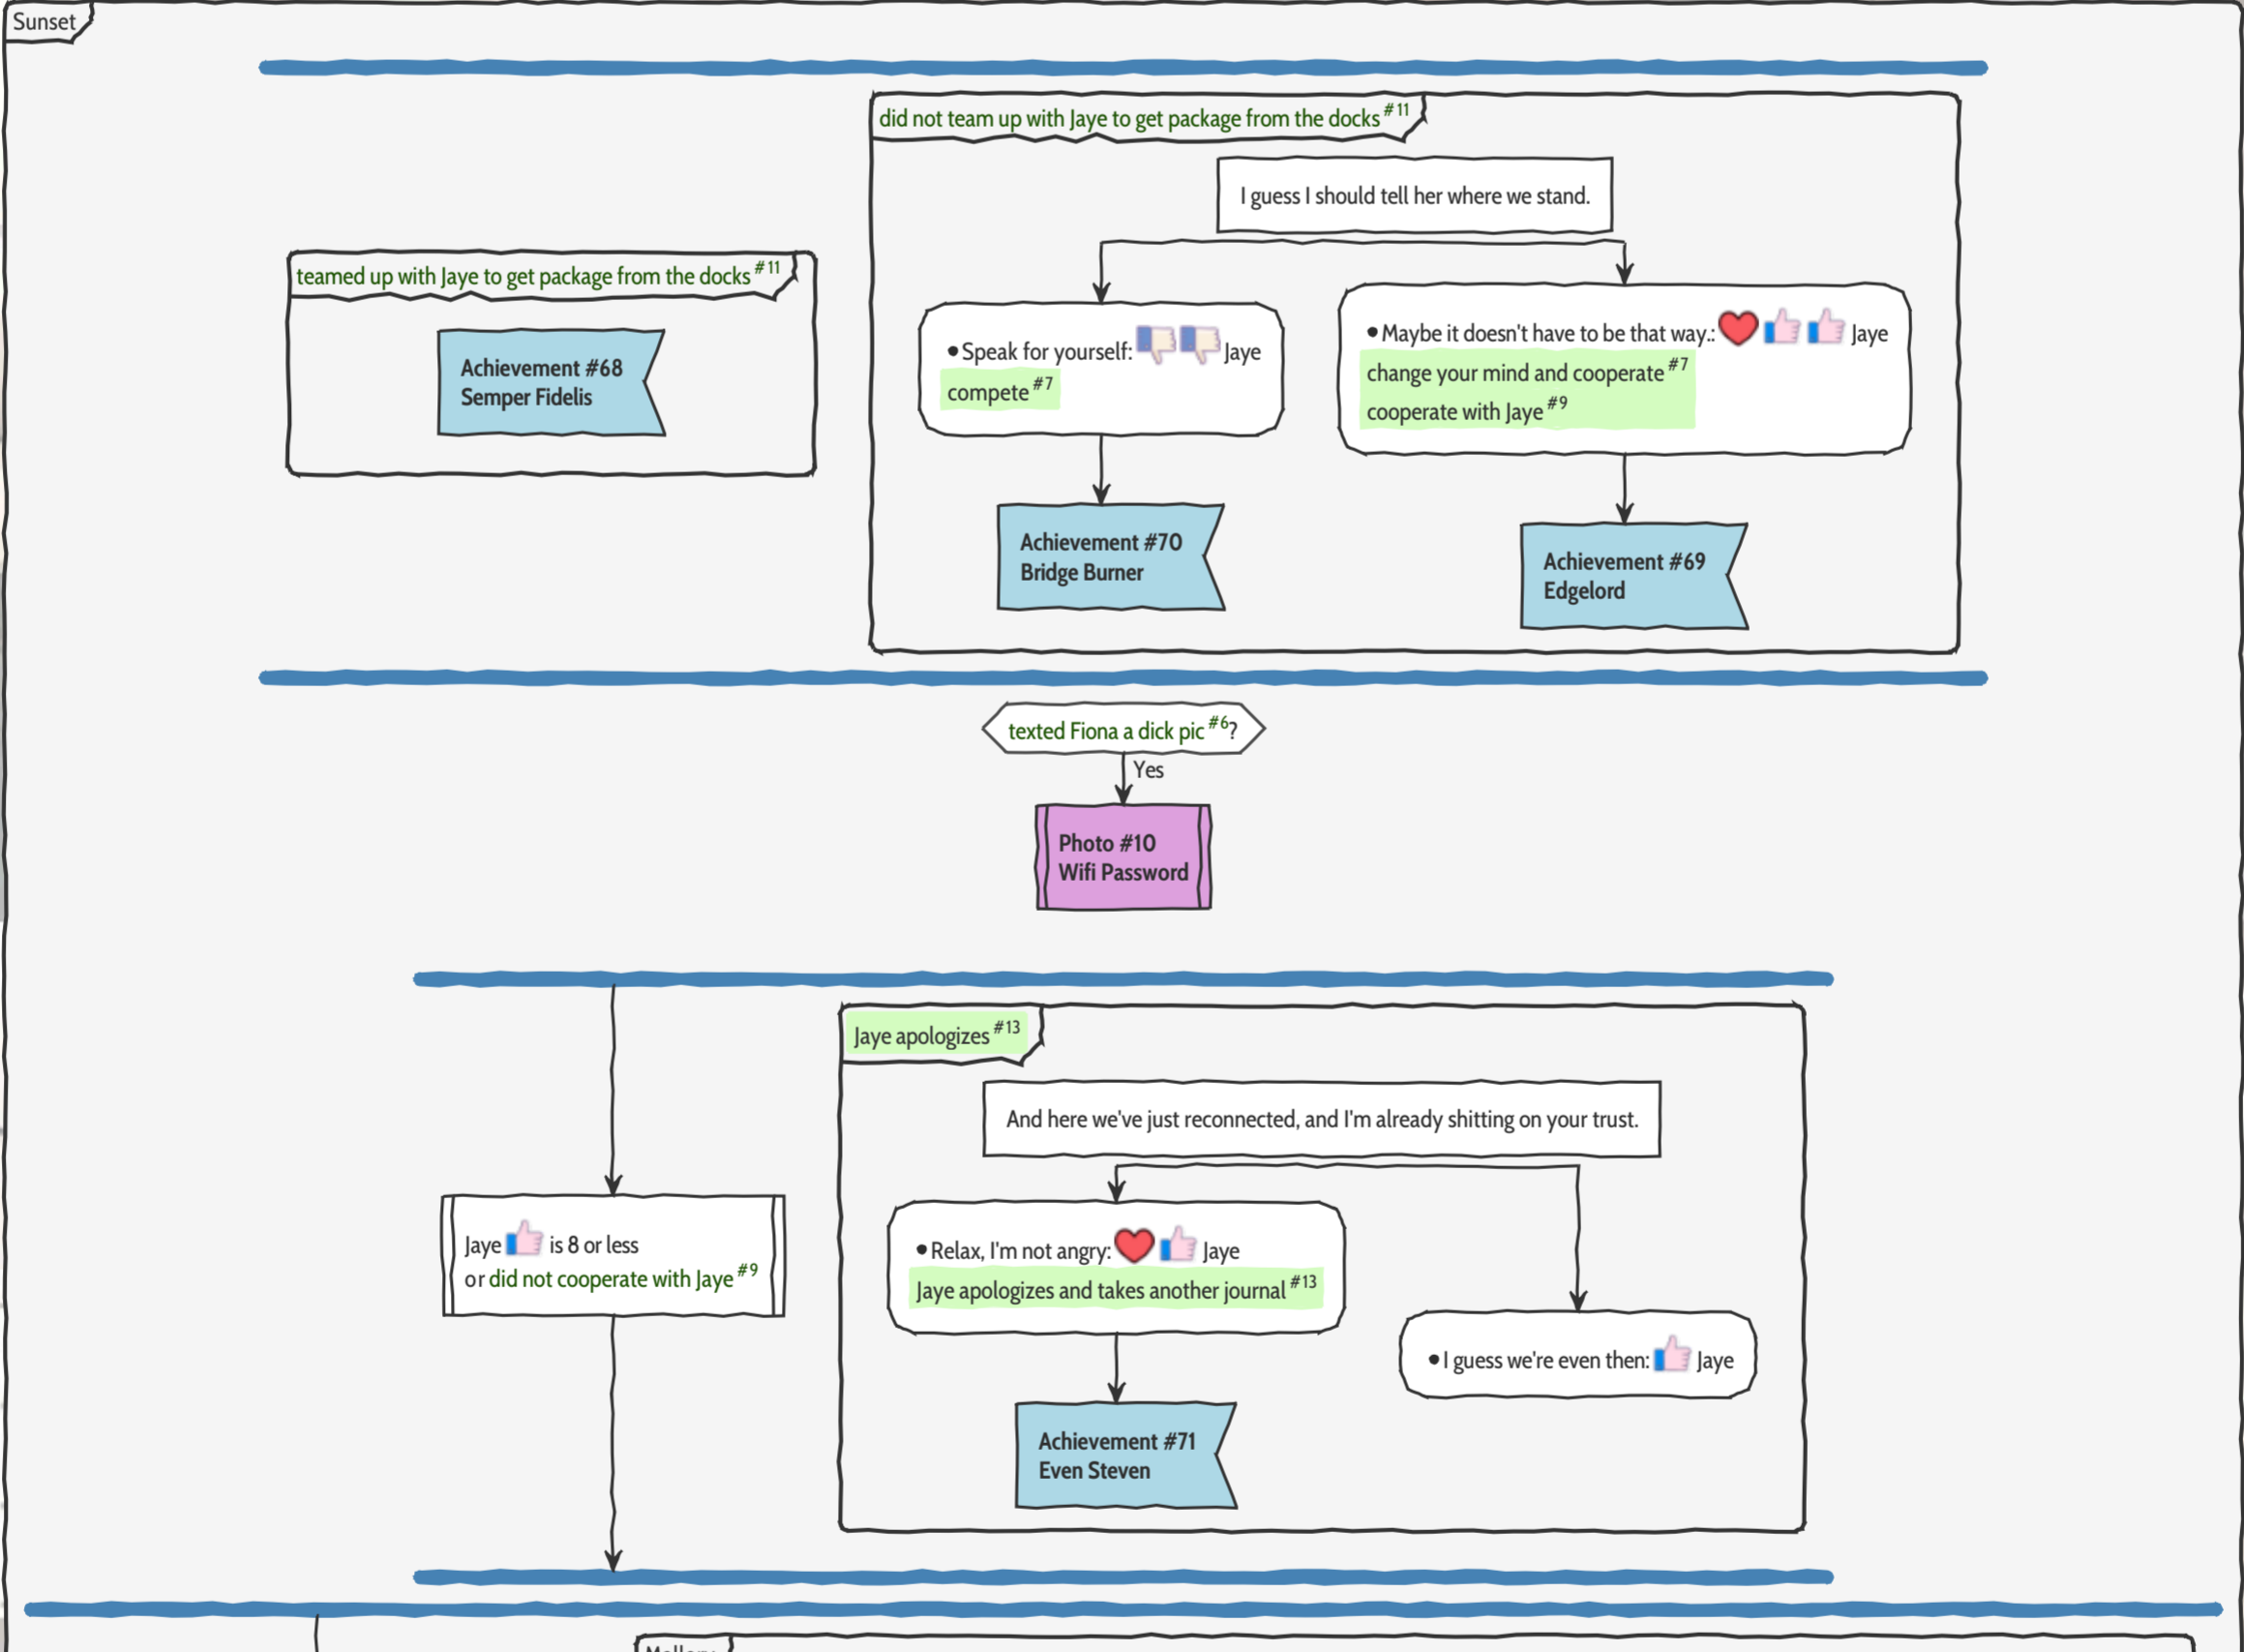 Sunset
did not team up with Jaye to get package from the docks #11
I guess I should tell her where we stand.
teamed up with Jaye to get package from the docks #11
Achievement #68
Semper Fidelis
•Speak for yourself: Jaye
compete #7
•Maybe it doesn't have to be that way.: Jaye
change your mind and cooperate #7
cooperate with Jaye #9
Achievement #70
Bridge Burner
Achievement #69
Edgelord
texted Fiona a dick pic #6?
Yes
Photo #10
Wifi Password
Jaye apologizes #13
And here we've just reconnected, and I'm already shitting on your trust.
Jaye is 8 or less
or did not cooperate with Jaye #9
•Relax, I'm not angry: Jaye
Jaye apologizes and takes another journal #13
•I guess we're even then: Jaye
Achievement #71
Even Steven